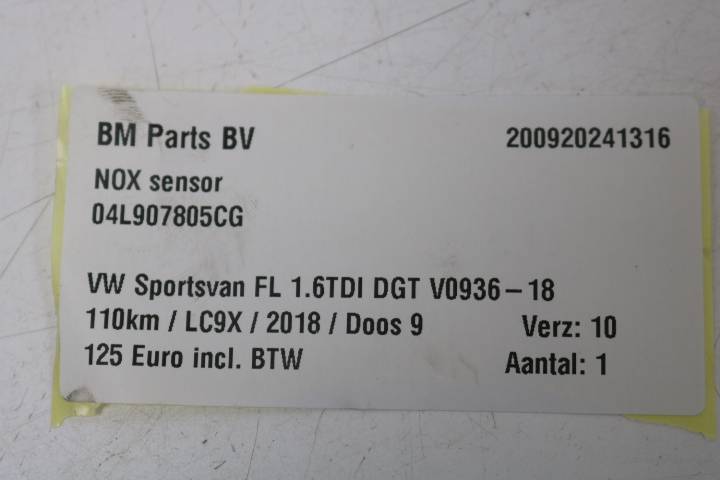 BM Parts BV 200920241316
NOX sensor
04L907805CG
VW Sportsvan FL 1.6TDI DGT V0936-18
110km / LC9X / 2018 / Doos 9 Verz: 10
125 Euro incl. BTW Aantal: 1